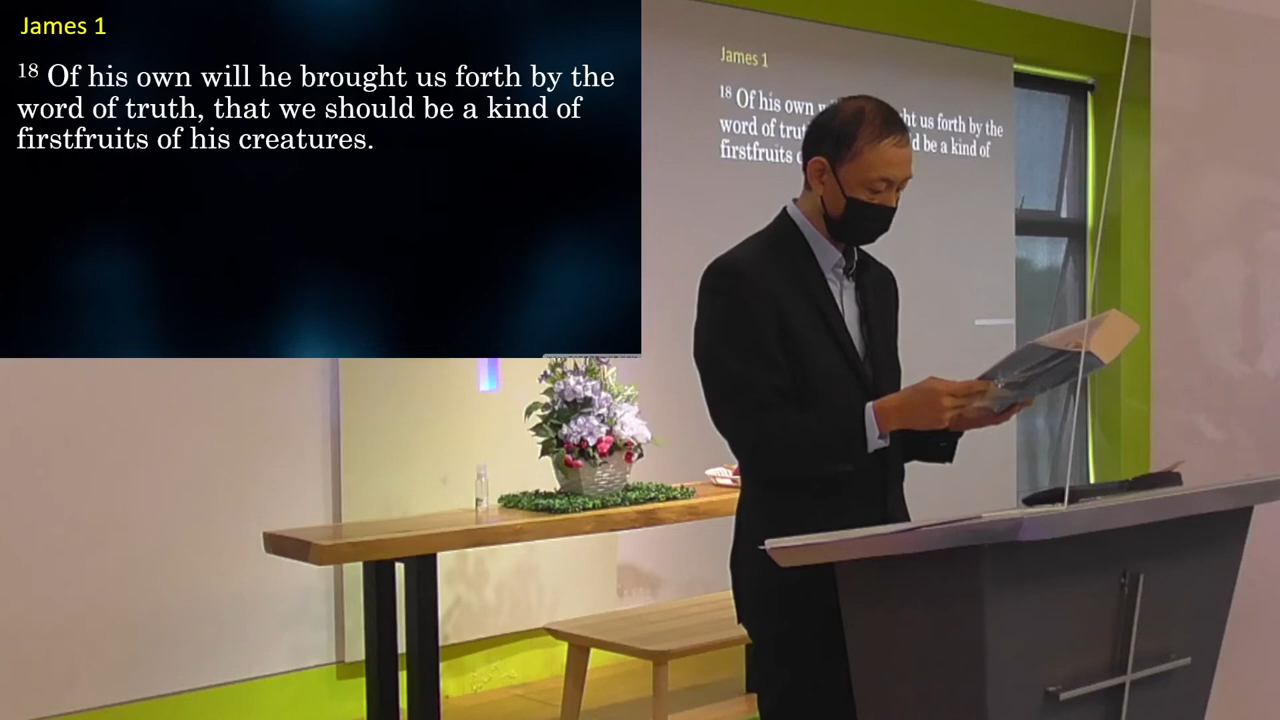 James 1
18 Of his own will he brought us forth by the
word of truth, that we should be a kind of
firstfruits of his creatures.
James 1
18 Of his own ht us forth by the
word of d be a kind of
firstfruits